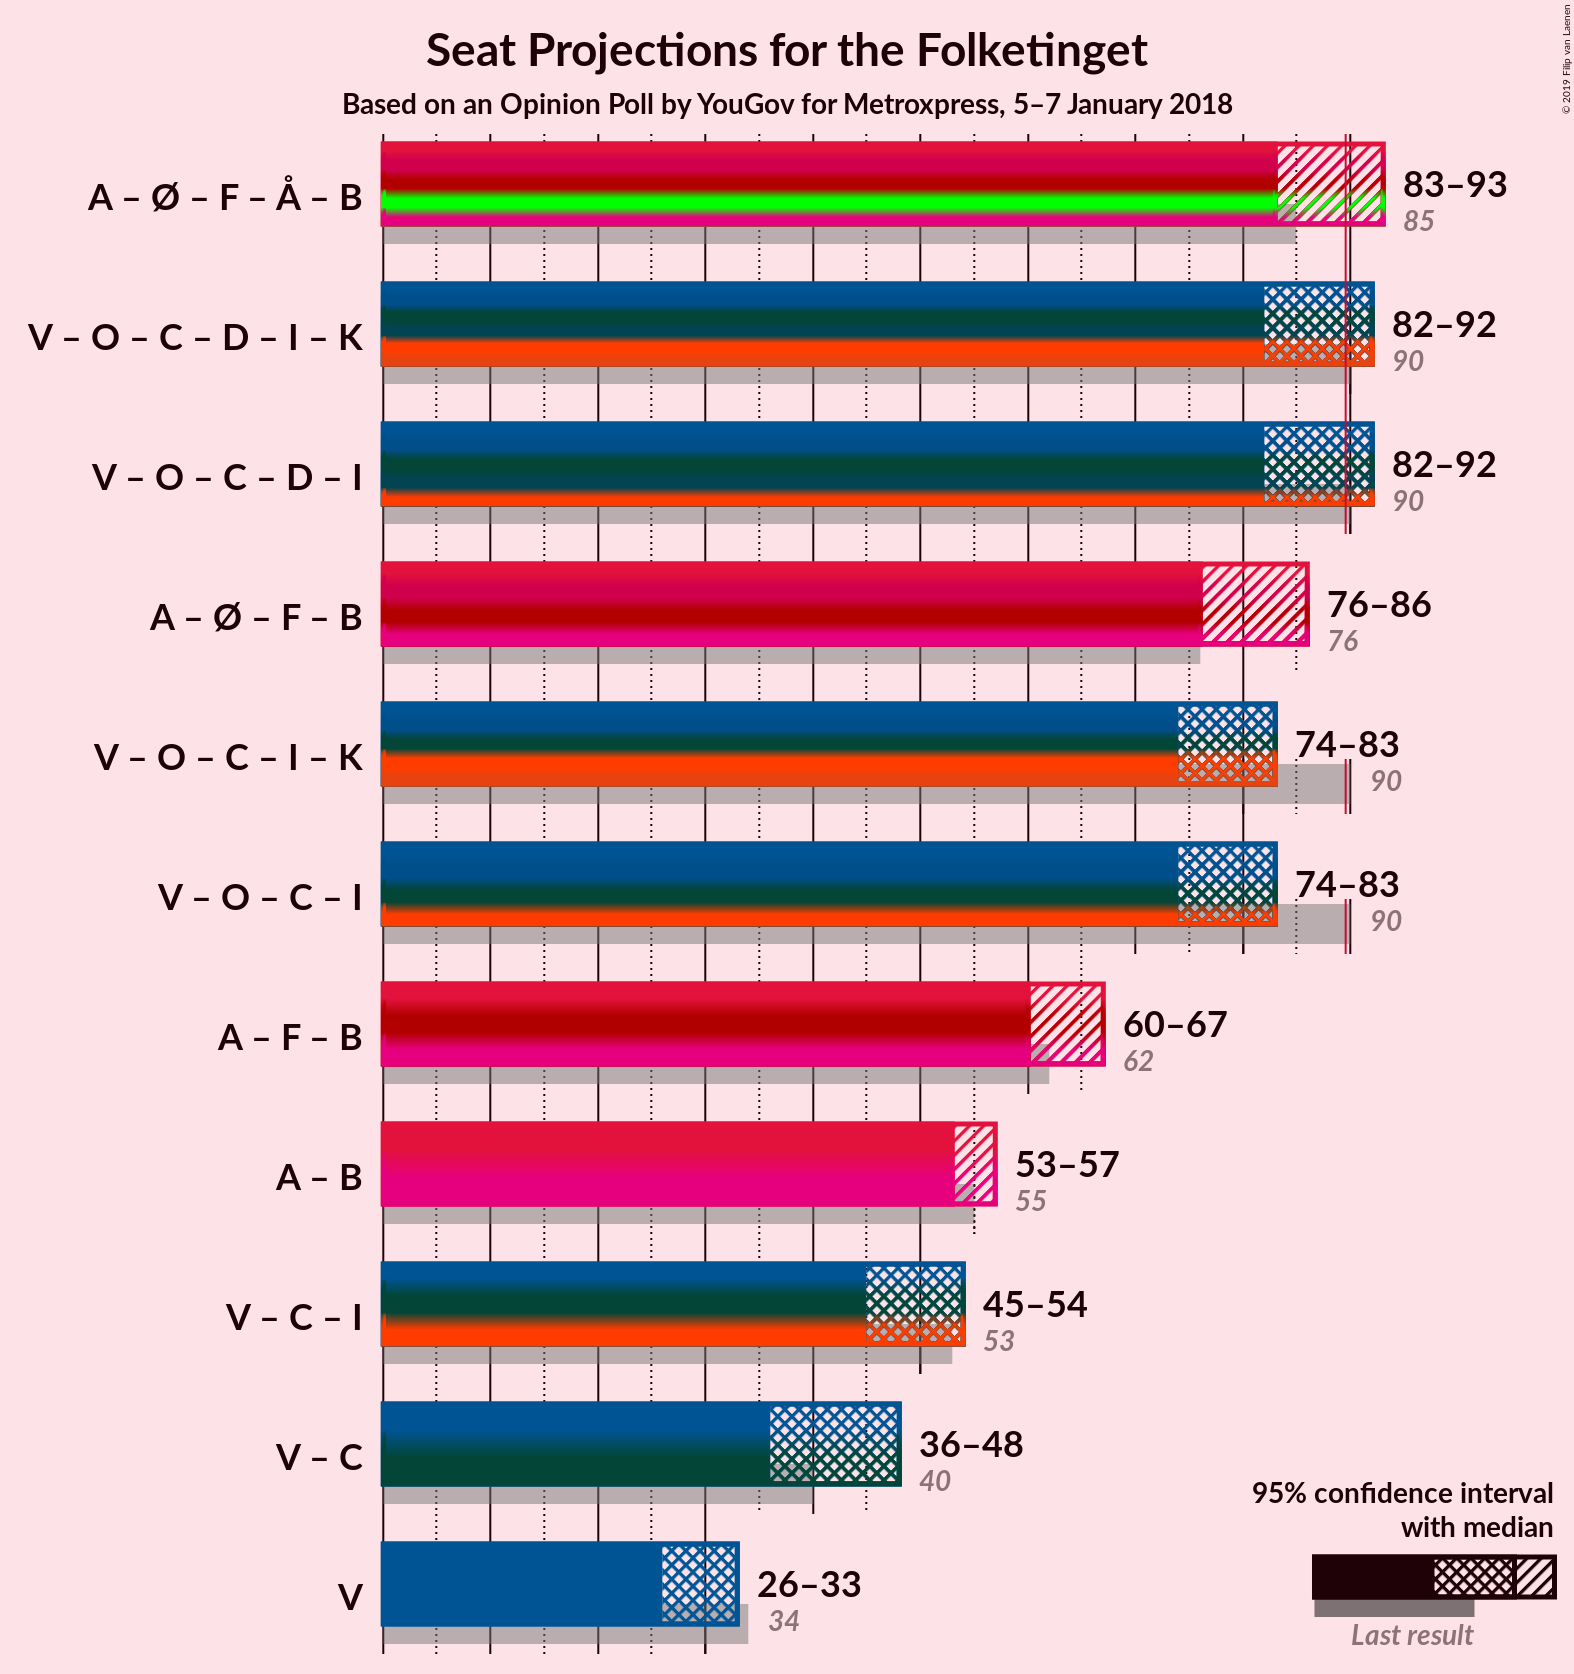 Seat Projections for the Folketinget
Based on an Opinion Poll by YouGov for Metroxpress, 5–7 January 2018
© 2019 Filip van Laenen
A – Ø – F – Å – B
83–93
85
V – O – C – D – I – K
82–92
90
V – O – C – D – I
82–92
90
A – Ø – F – B
76–86
76
V – O – C – I – K
74–83
90
V – O – C – I
74–83
90
A – F – B
60–67
62
A – B
53–57
55
V – C – I
45–54
53
V – C
36–48
40
V
26–33
34
95% confidence interval
with median
Last result